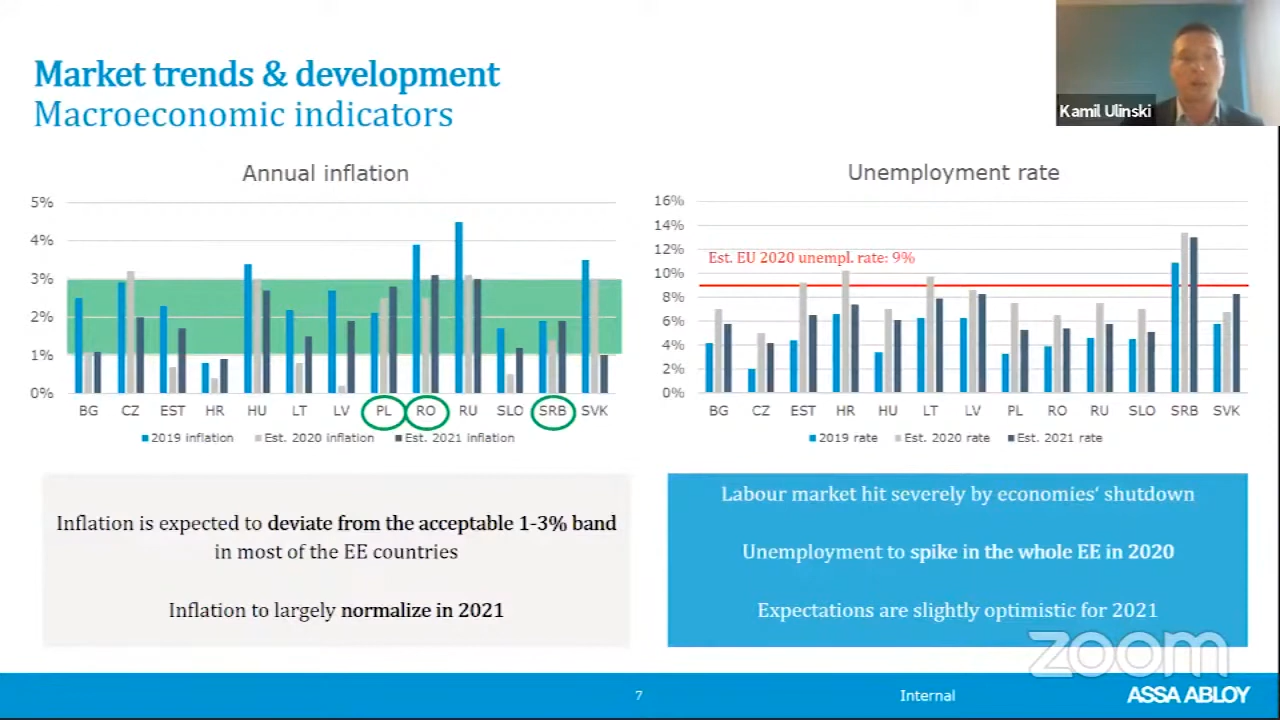 Market trends & development
Macroeconomic indicators
Kamil Ulinski
Annual inflation
5%
4%
3%
2%
1%
0%
BG CZ EST HR HU LT LV PL RO RU SLO SRB SVK
2019 inflation Est. 2020 inflation Est. 2021 inflation
Unemployment rate
16%
14%
12%
10%
8%
6%
4%
2%
0%
Est. EU 2020 unempl. rate: 9%
BG CZ EST HR HU LT LV PL RO RU SLO SRB SVK
2019 rate Est. 2020 rate Est. 2021 rate
Inflation is expected to deviate from the acceptable 1-3% band
in most of the EE countries
Inflation to largely normalize in 2021
Labour market hit severely by economies‘ shutdown
Unemployment to spike in the whole EE in 2020
Expectations are slightly optimistic for 2021
zoom
7
Internal
ASSA ABLOY